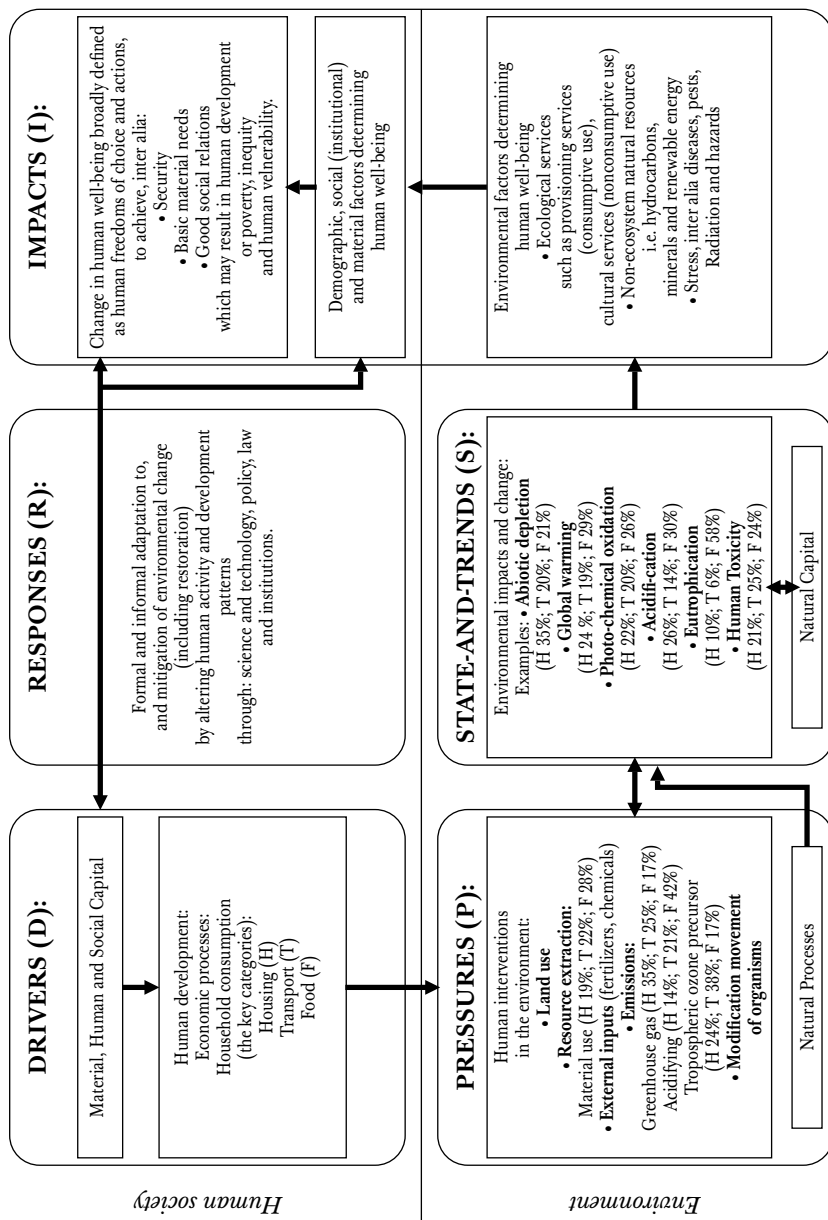 Human society
DRIVERS (D):
Material, Human and Social Capital
Human development:
Economic processes:
Household consumption
(the key categories):
Housing (H)
Transport (T)
Food (F)
RESPONSES (R):
Formal and informal adaptation to,
and mitigation of environmental change
(including restoration)
by altering human activity and development
patterns
through: science and technology, policy, law
and institutions.
IMPACTS (I):
Change in human well-being broadly defined
as human freedoms of choice and actions,
to achieve, inter alia:
• Security
• Basic material needs
• Good social relations
which may result in human development
or poverty, inequity
and human vulnerability.
Demographic, social (institutional)
and material factors determining
human well-being
Environment
PRESSURES (P):
Human interventions
in the environment:
• Land use
• Resource extraction:
Material use (H 19%; T 22%; F 28%)
• External inputs (fertilizers, chemicals)
• Emissions:
Greenhouse gas (H 35%; T 25%; F 17%)
Acidifying (H 14%; T 21%; F 42%)
Tropospheric ozone precursor
(H 24%; T 38%; F 17%)
• Modification movement
of organisms
Natural Processes
STATE-AND-TRENDS (S):
Environmental impacts and change:
Examples: • Abiotic depletion
(H 35%; T 20%; F 21%)
• Global warming
(H 24 %; T 19%; F 29%)
• Photo-chemical oxidation
(H 22%; T 20%; F 26%)
• Acidifi-cation
(H 26%; T 14%; F 30%)
• Eutrophication
(H 10%; T 6%; F 58%)
• Human Toxicity
(H 21%; T 25%; F 24%)
Natural Capital
Environmental factors determining
human well-being
• Ecological services
such as provisioning services
(consumptive use),
cultural services (nonconsumptive use)
• Non-ecosystem natural resources
i.e. hydrocarbons,
minerals and renewable energy
• Stress, inter alia diseases, pests,
Radiation and hazards